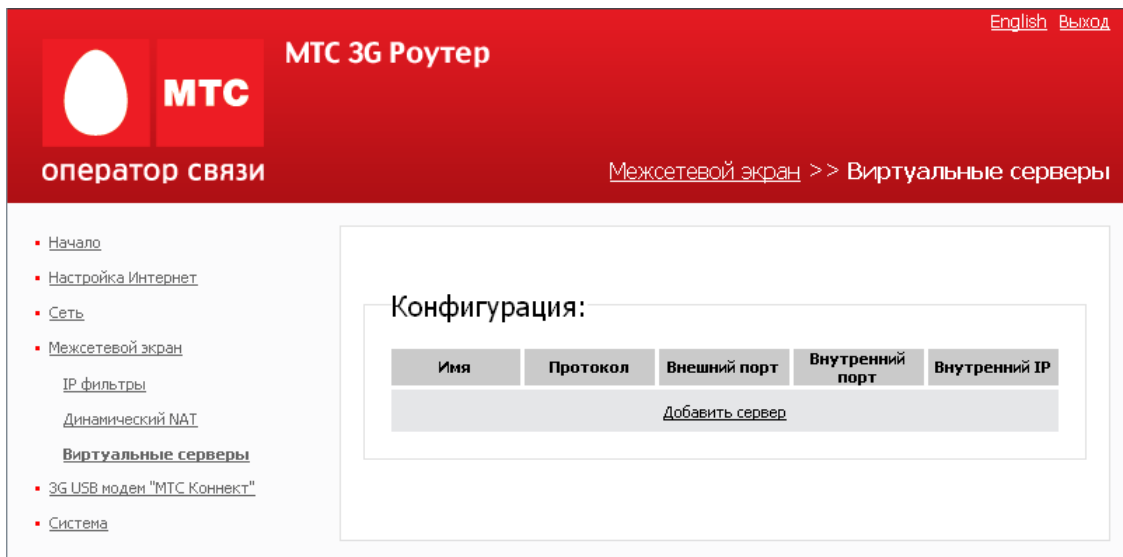 English Выход
МТС 3G Роутер
МТС
оператор связи
Межсетевой экран >> Виртуальные серверы
Начало
Настройка Интернет
Сеть
Межсетевой экран
IP фильтры
Динамический NAT
Виртуальные серверы
3G USB модем "МТС Коннект"
Система
Конфигурация:
Имя Протокол Внешний порт Внутренний порт Внутренний IP
Добавить сервер